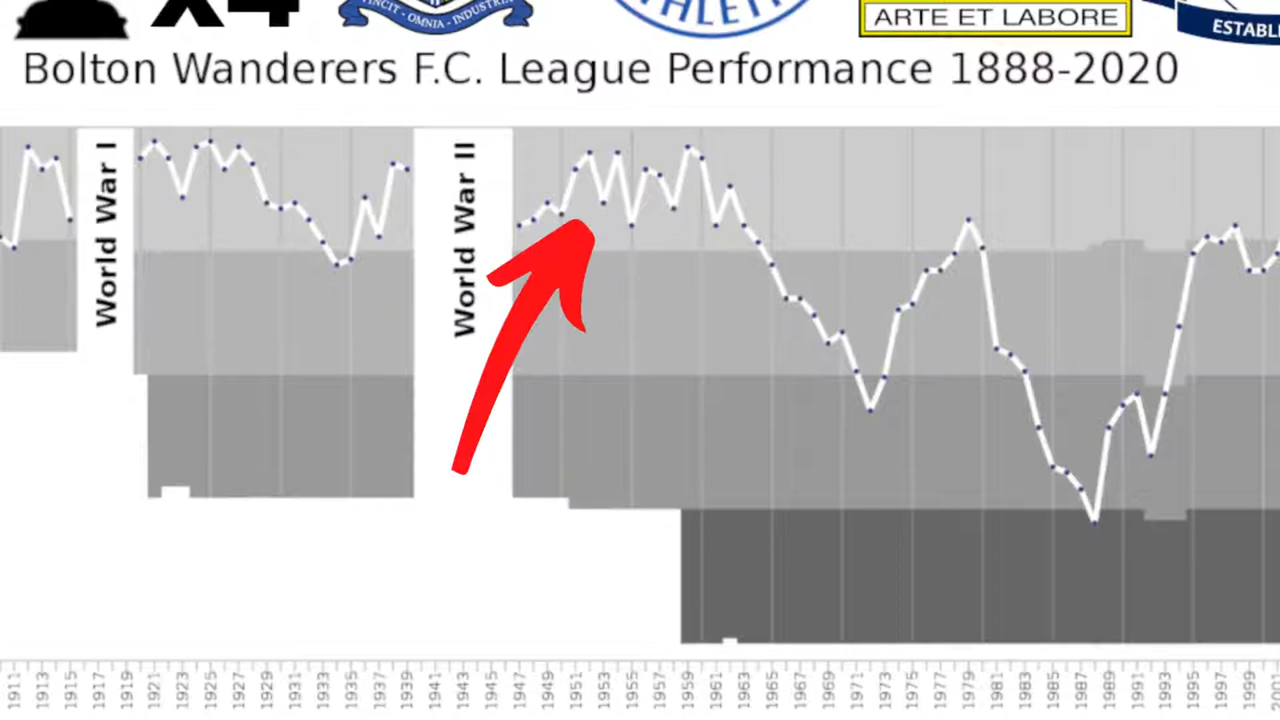 x4
VINCIT · OMNIA · INDUSTRIA
ARTE ET LABORE
Bolton Wanderers F.C. League Performance 1888-2020
World War I
World War II
1911 1913 1915 1917 1919 1921 1923 1925 1927 1929 1931 1933 1935 1937 1939 1941 1943 1945 1947 1949 1951 1953 1955 1957 1959 1961 1963 1965 1967 1969 1971 1973 1975 1977 1979 1981 1983 1985 1987 1989 1991 1993 1995 1997 1999